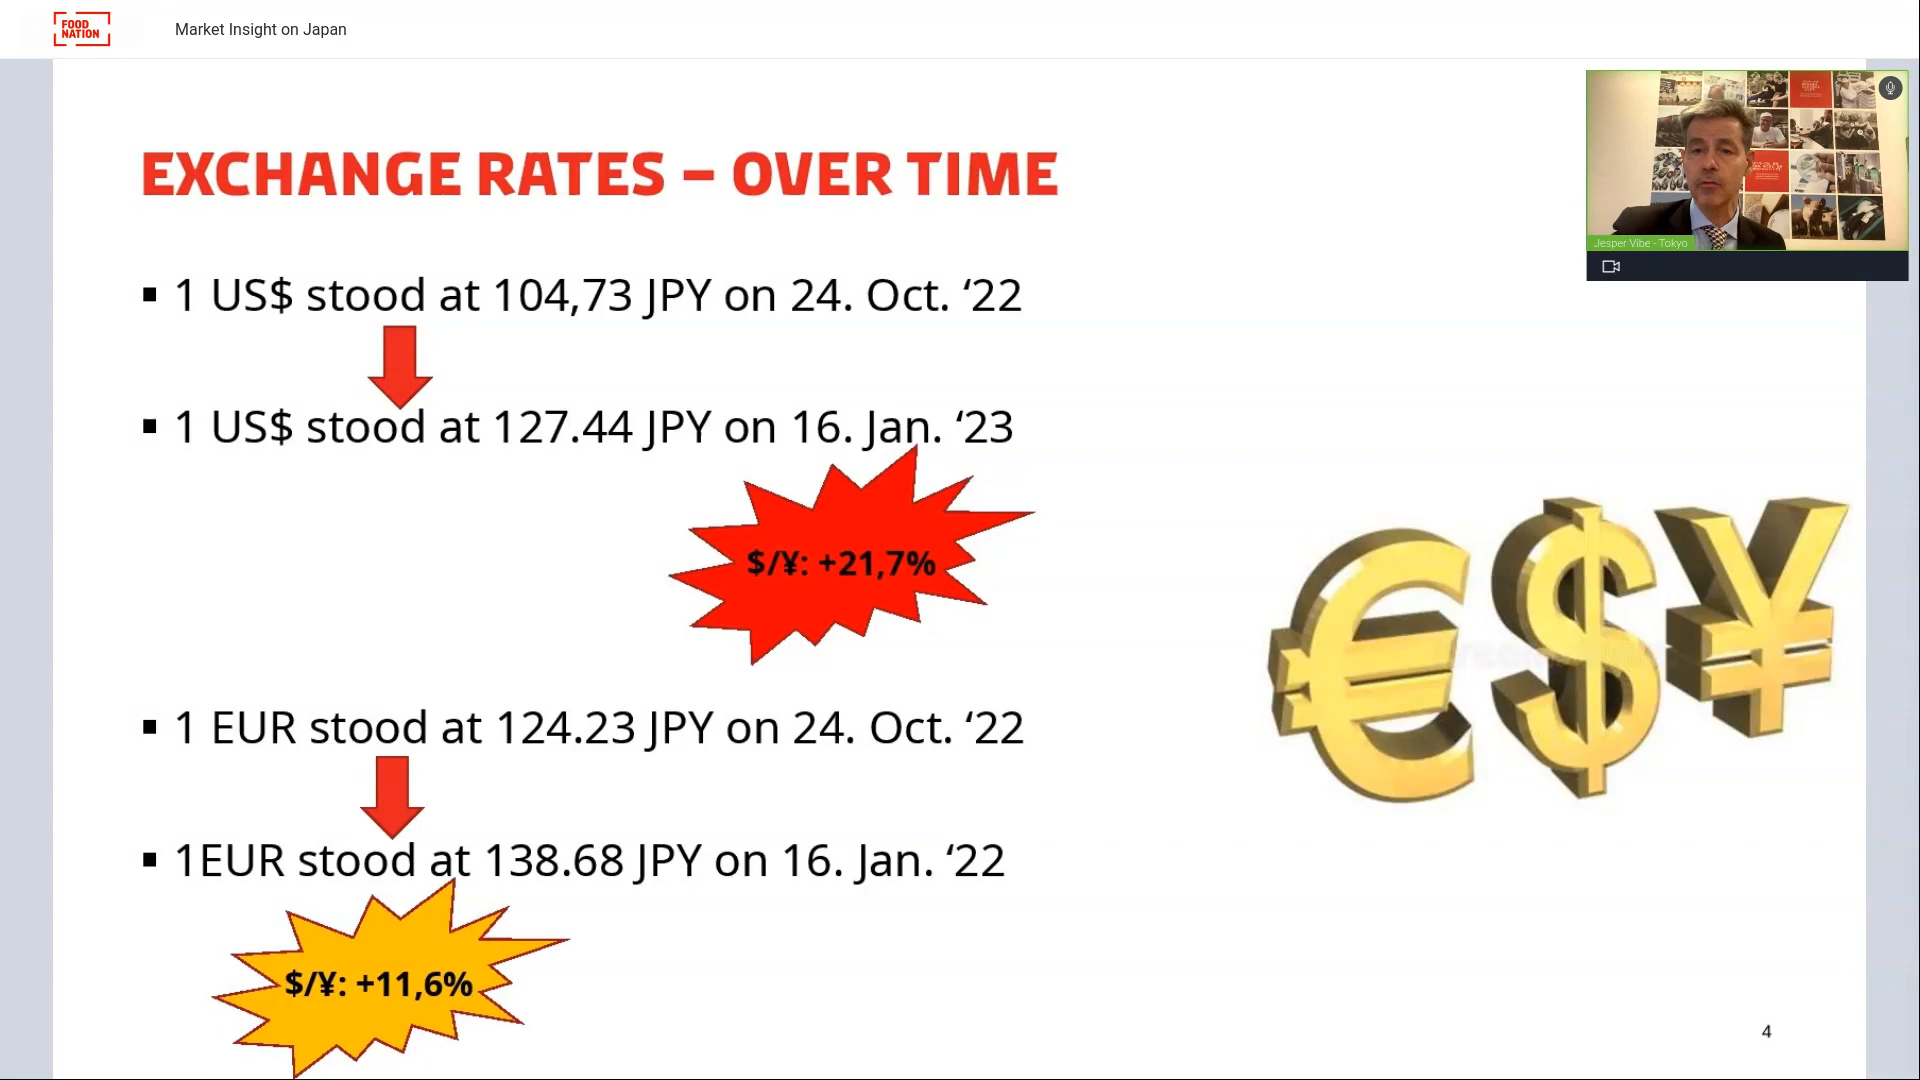 FOOD
NATION
Market Insight on Japan
Jesper Vibe - Tokyo
EXCHANGE RATES – OVER TIME
▪ 1 US$ stood at 104,73 JPY on 24. Oct. ‘22
▪ 1 US$ stood at 127.44 JPY on 16. Jan. ‘23
$/¥: +21,7%
▪ 1 EUR stood at 124.23 JPY on 24. Oct. ‘22
▪ 1EUR stood at 138.68 JPY on 16. Jan. ‘22
$/¥: +11,6%
€$¥
4